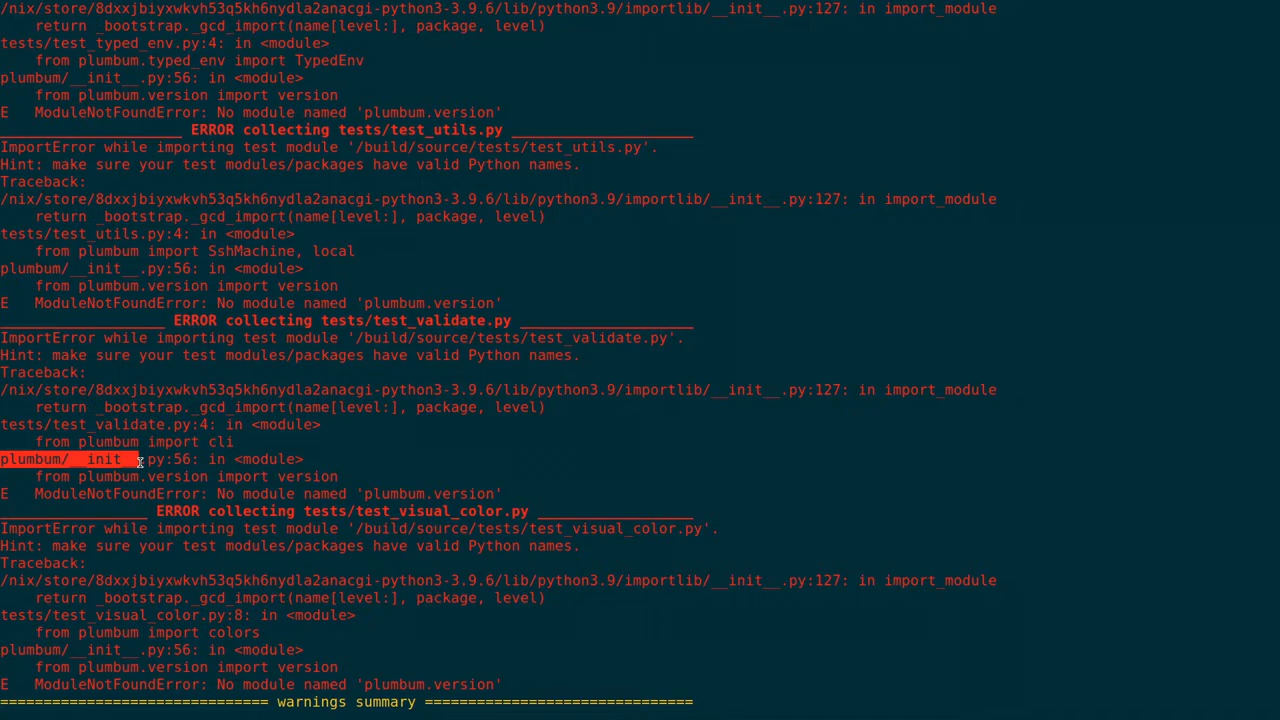 /nix/store/8dxxjbiyxwkvh53q5kh6nydla2anacgi-python3-3.9.6/lib/python3.9/importlib/__init__.py:127: in import_module
    return _bootstrap._gcd_import(name[level:], package, level)
tests/test_typed_env.py:4: in <module>
    from plumbum.typed_env import TypedEnv
plumbum/__init__.py:56: in <module>
    from plumbum.version import version
E   ModuleNotFoundError: No module named 'plumbum.version'
_____________________ ERROR collecting tests/test_utils.py _____________________
ImportError while importing test module '/build/source/tests/test_utils.py'.
Hint: make sure your test modules/packages have valid Python names.
Traceback:
/nix/store/8dxxjbiyxwkvh53q5kh6nydla2anacgi-python3-3.9.6/lib/python3.9/importlib/__init__.py:127: in import_module
    return _bootstrap._gcd_import(name[level:], package, level)
tests/test_utils.py:4: in <module>
    from plumbum import SshMachine, local
plumbum/__init__.py:56: in <module>
    from plumbum.version import version
E   ModuleNotFoundError: No module named 'plumbum.version'
___________________ ERROR collecting tests/test_validate.py ____________________
ImportError while importing test module '/build/source/tests/test_validate.py'.
Hint: make sure your test modules/packages have valid Python names.
Traceback:
/nix/store/8dxxjbiyxwkvh53q5kh6nydla2anacgi-python3-3.9.6/lib/python3.9/importlib/__init__.py:127: in import_module
    return _bootstrap._gcd_import(name[level:], package, level)
tests/test_validate.py:4: in <module>
    from plumbum import cli
plumbum/__init__.py:56: in <module>
    from plumbum.version import version
E   ModuleNotFoundError: No module named 'plumbum.version'
_________________ ERROR collecting tests/test_visual_color.py __________________
ImportError while importing test module '/build/source/tests/test_visual_color.py'.
Hint: make sure your test modules/packages have valid Python names.
Traceback:
/nix/store/8dxxjbiyxwkvh53q5kh6nydla2anacgi-python3-3.9.6/lib/python3.9/importlib/__init__.py:127: in import_module
    return _bootstrap._gcd_import(name[level:], package, level)
tests/test_visual_color.py:8: in <module>
    from plumbum import colors
plumbum/__init__.py:56: in <module>
    from plumbum.version import version
E   ModuleNotFoundError: No module named 'plumbum.version'
=============================== warnings summary ===============================